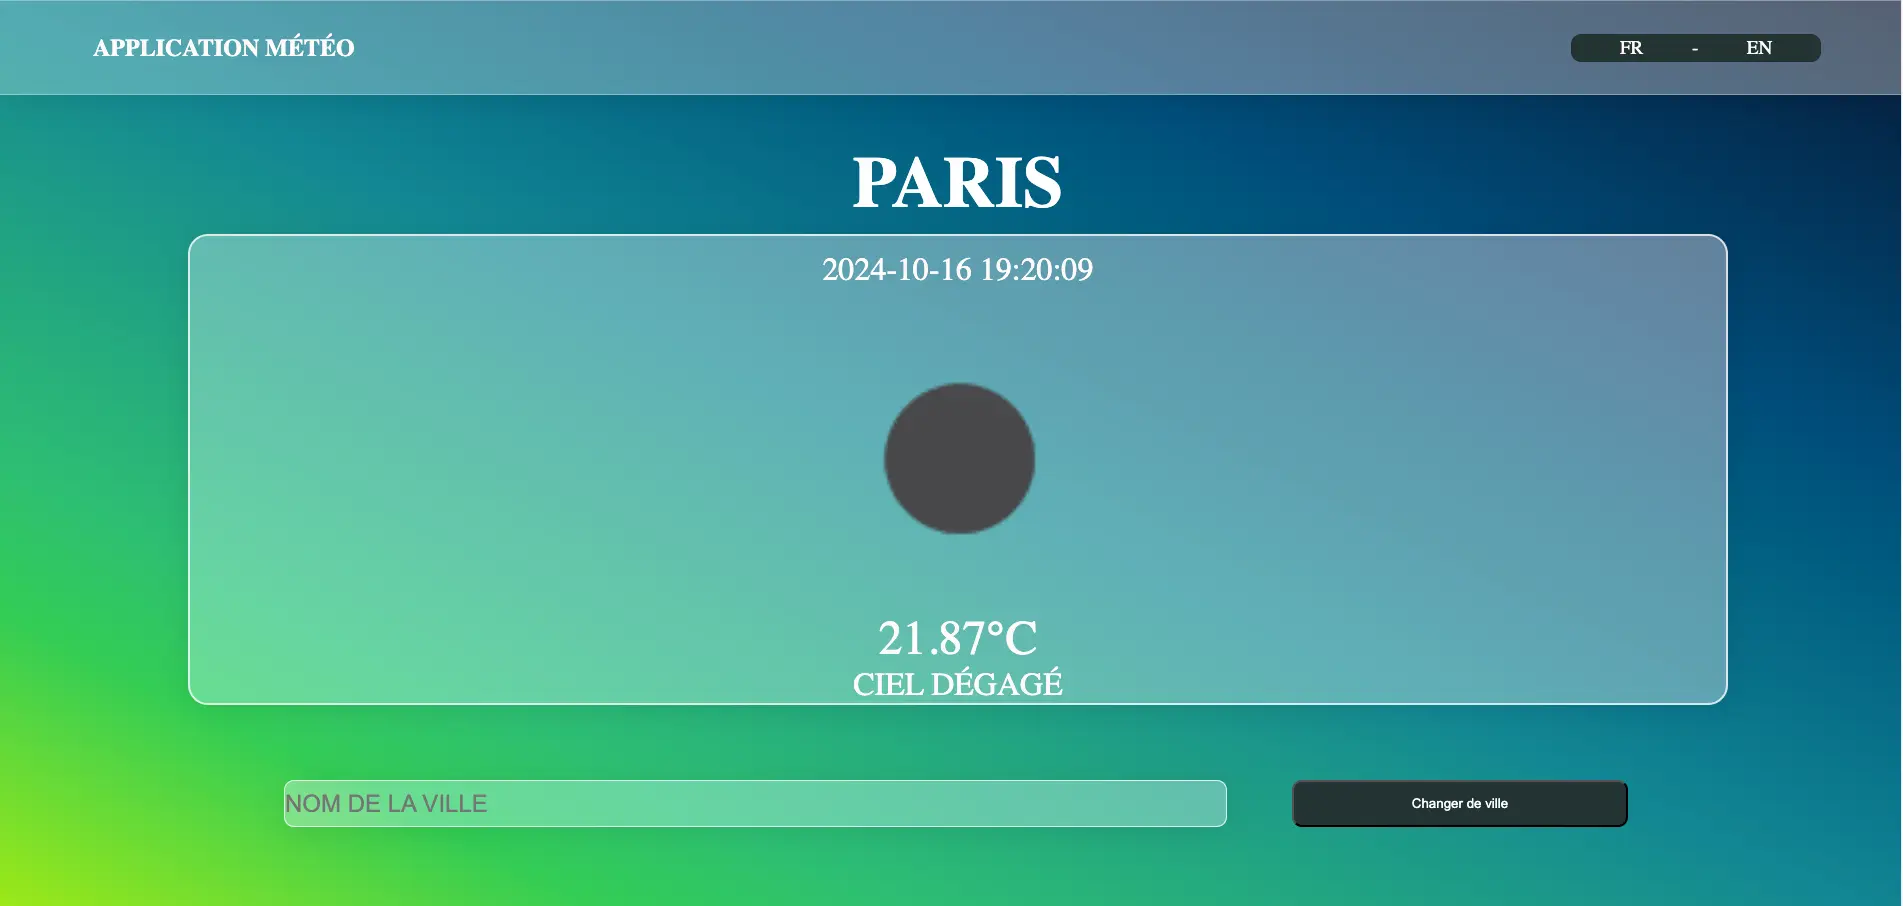 APPLICATION MÉTÉO
FR - EN
PARIS
2024-10-16 19:20:09
21.87°C
CIEL DÉGAGÉ
NOM DE LA VILLE
Changer de ville